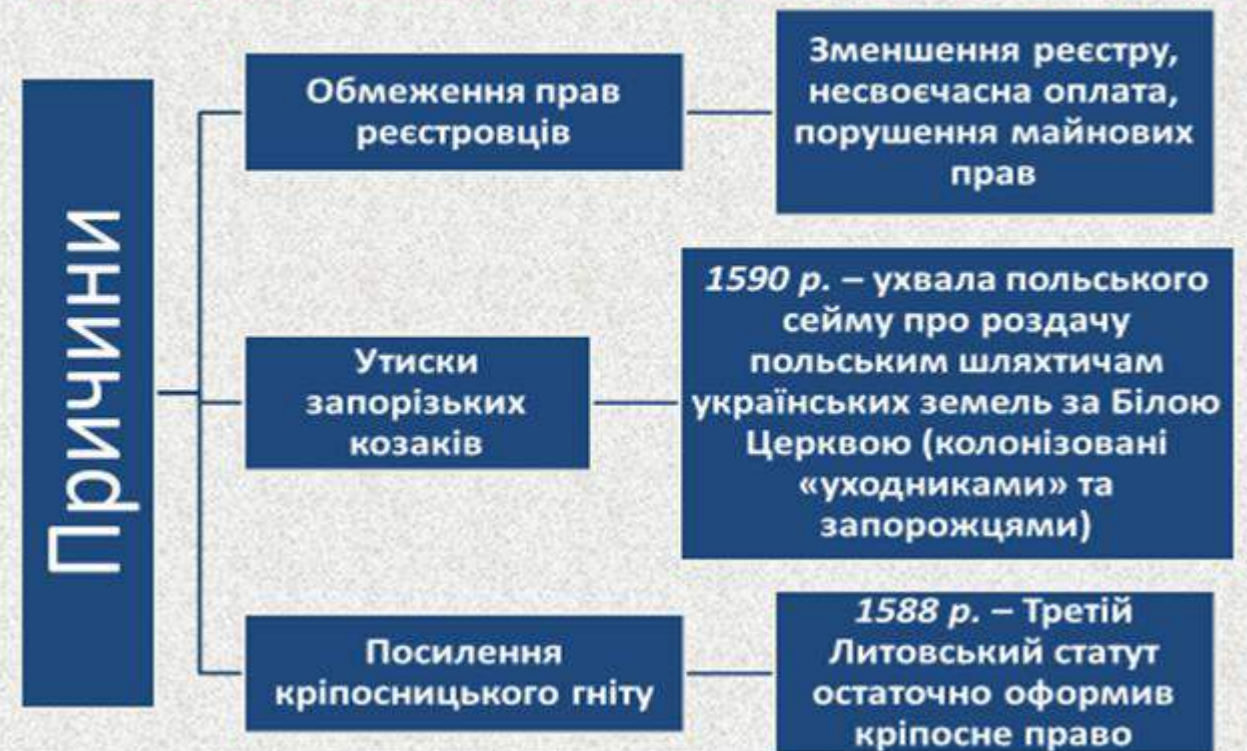 Причини
Обмеження прав
реєстровців
Зменшення реєстру,
несвоєчасна оплата,
порушення майнових
прав
Утиски
запорізьких
козаків
1590 р. – ухвала польського
сейму про роздачу
польським шляхтичам
українських земель за Білою
Церквою (колонізовані
«уходниками» та
запорожцями)
Посилення
кріпосницького гніту
1588 р. – Третій
Литовський статут
остаточно оформив
кріпосне право